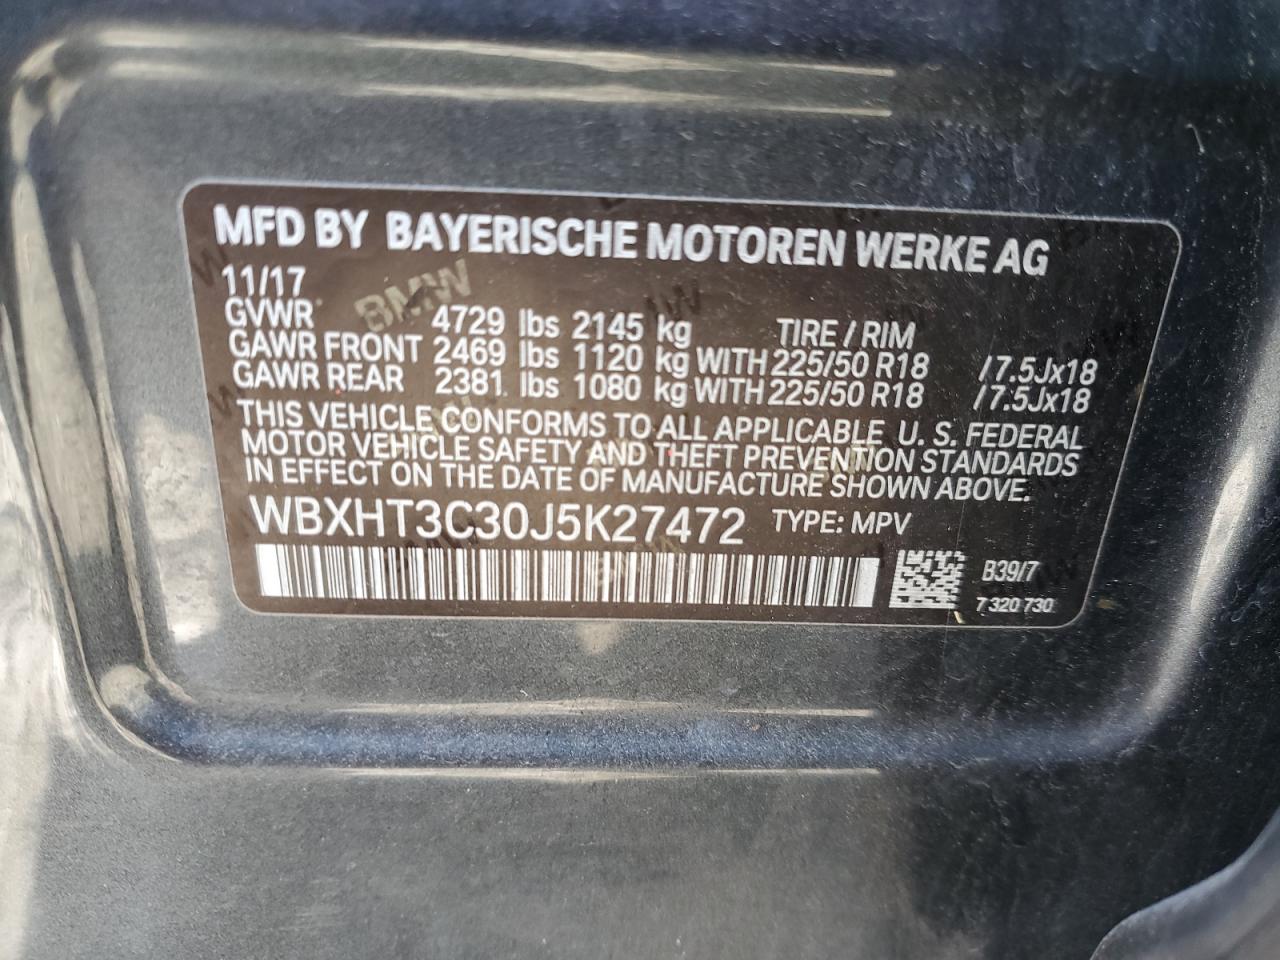 MFD BY BAYERISCHE MOTOREN WERKE AG
11/17
GVWR 4729 lbs 2145 kg TIRE / RIM
GAWR FRONT 2469 lbs 1120 kg WITH 225/50 R18 /7.5Jx18
GAWR REAR 2381 lbs 1080 kg WITH 225/50 R18 /7.5Jx18
THIS VEHICLE CONFORMS TO ALL APPLICABLE U. S. FEDERAL
MOTOR VEHICLE SAFETY AND THEFT PREVENTION STANDARDS
IN EFFECT ON THE DATE OF MANUFACTURE SHOWN ABOVE.
WBXHT3C30J5K27472 TYPE: MPV
B39/7
7 320 730
BMW